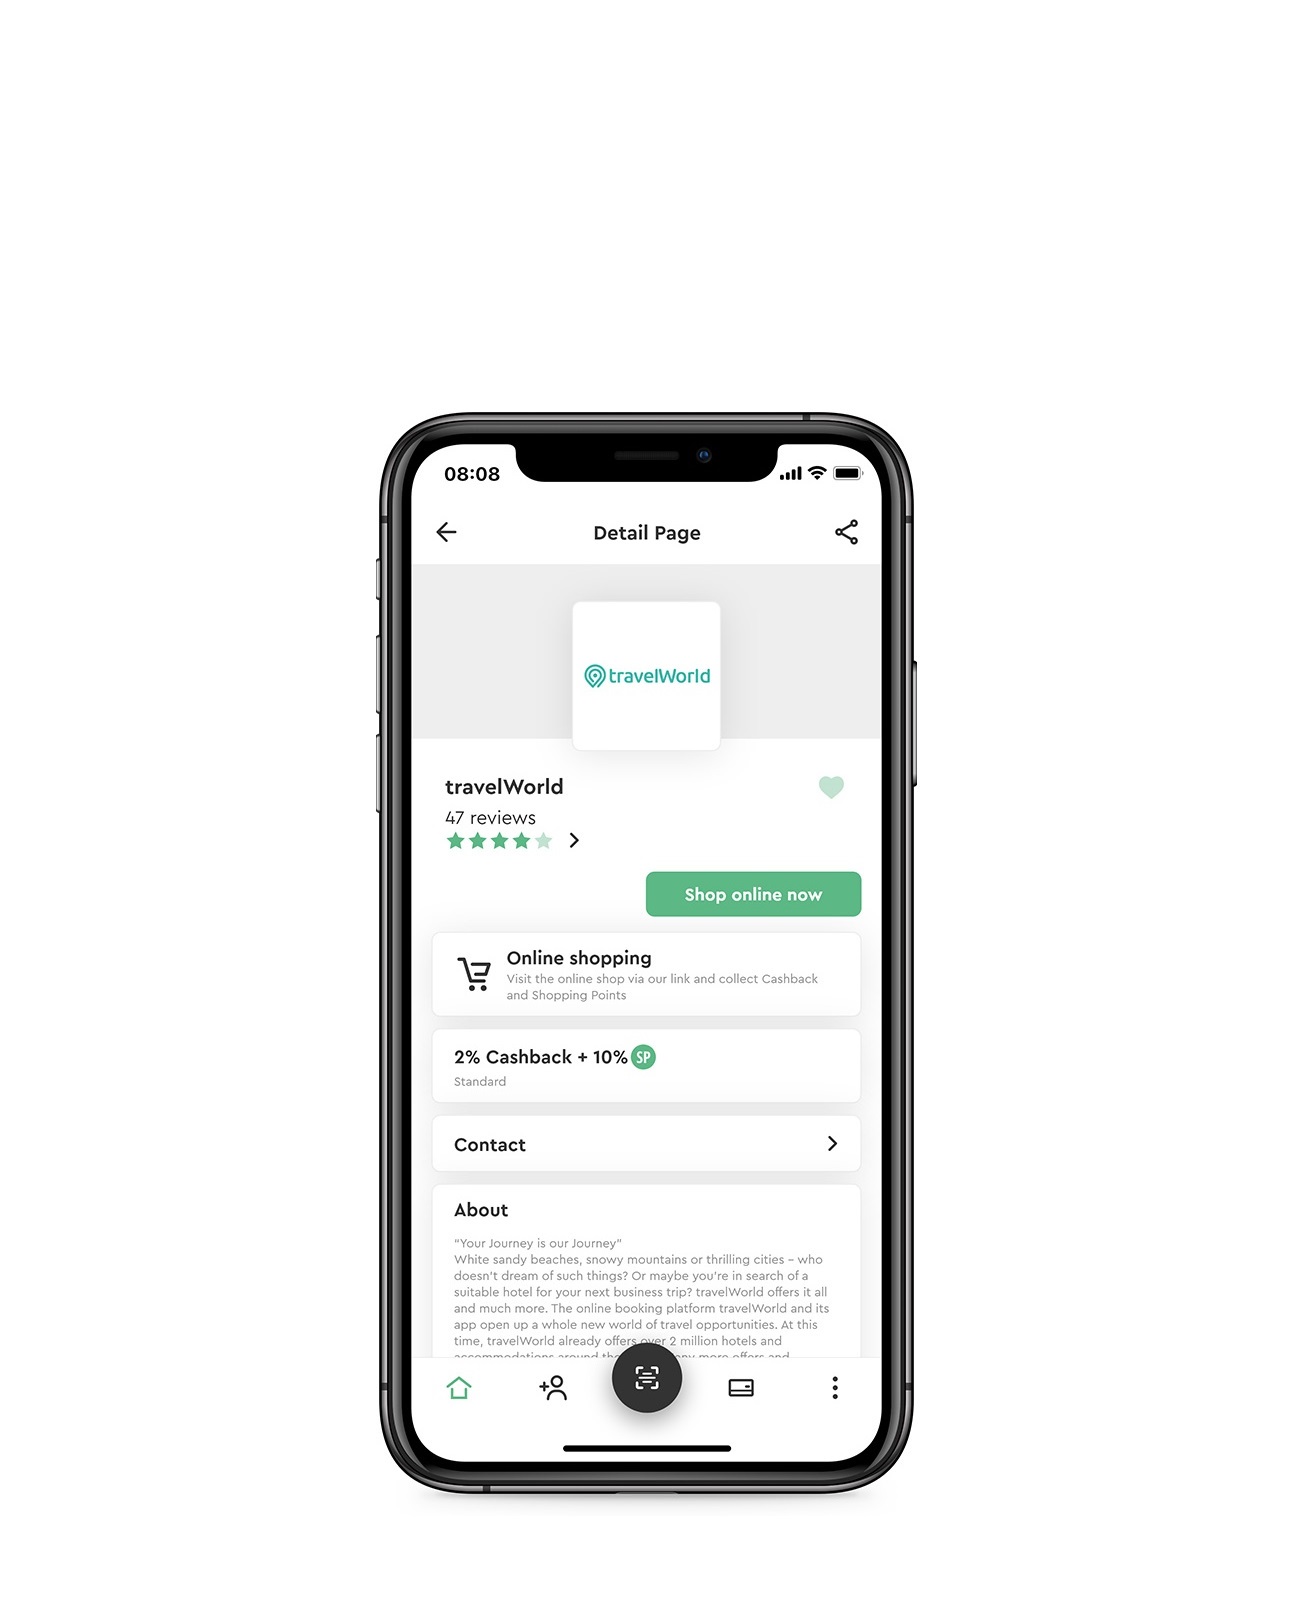 08:08
Detail Page
travelWorld
travelWorld
47 reviews
Shop online now
Online shopping
Visit the online shop via our link and collect Cashback
and Shopping Points
2% Cashback + 10% SP
Standard
Contact
About
"Your Journey is our Journey"
White sandy beaches, snowy mountains or thrilling cities – who
doesn't dream of such things? Or maybe you're in search of a
suitable hotel for your next business trip? travelWorld offers it all
and much more. The online booking platform travelWorld and its
app open up a whole new world of travel opportunities. At this
time, travelWorld already offers over 2 million hotels and
accommodations around more offers and